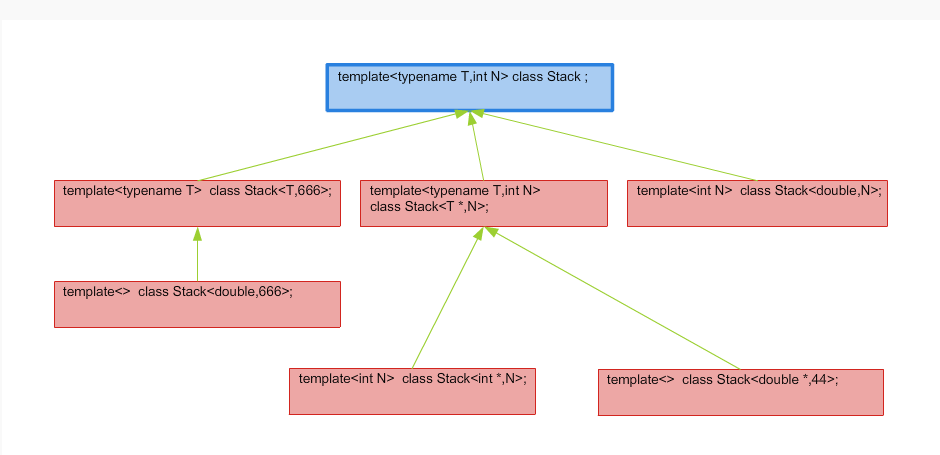 template<typename T,int N> class Stack ;
template<typename T>  class Stack<T,666>;
template<typename T,int N>
class Stack<T *,N>;
template<int N>  class Stack<double,N>;
template<>  class Stack<double,666>;
template<int N>  class Stack<int *,N>;
template<>  class Stack<double *,44>;